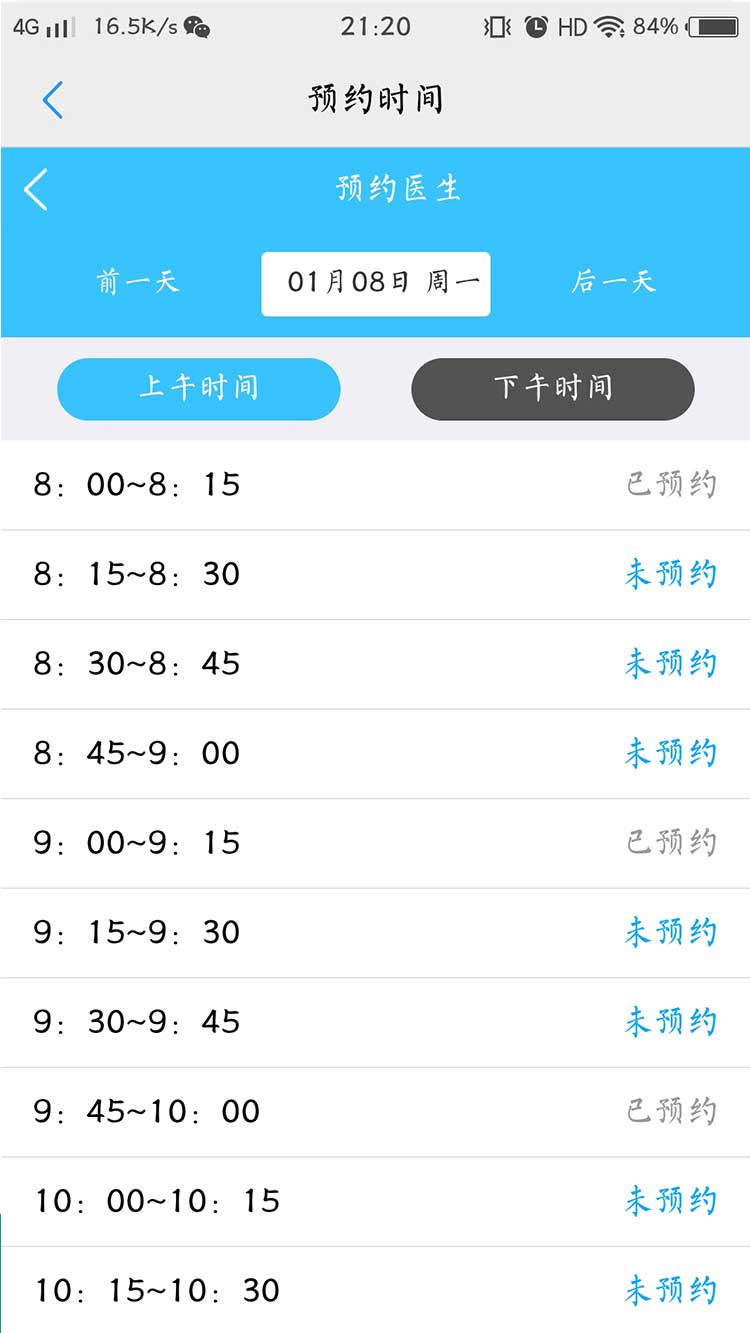 4G 16.5K/s 21:20 HD 84%
预约时间
预约医生
前一天 01月08日 周一 后一天
上午时间 下午时间
8：00~8：15 已预约
8：15~8：30 未预约
8：30~8：45 未预约
8：45~9：00 未预约
9：00~9：15 已预约
9：15~9：30 未预约
9：30~9：45 未预约
9：45~10：00 已预约
10：00~10：15 未预约
10：15~10：30 未预约